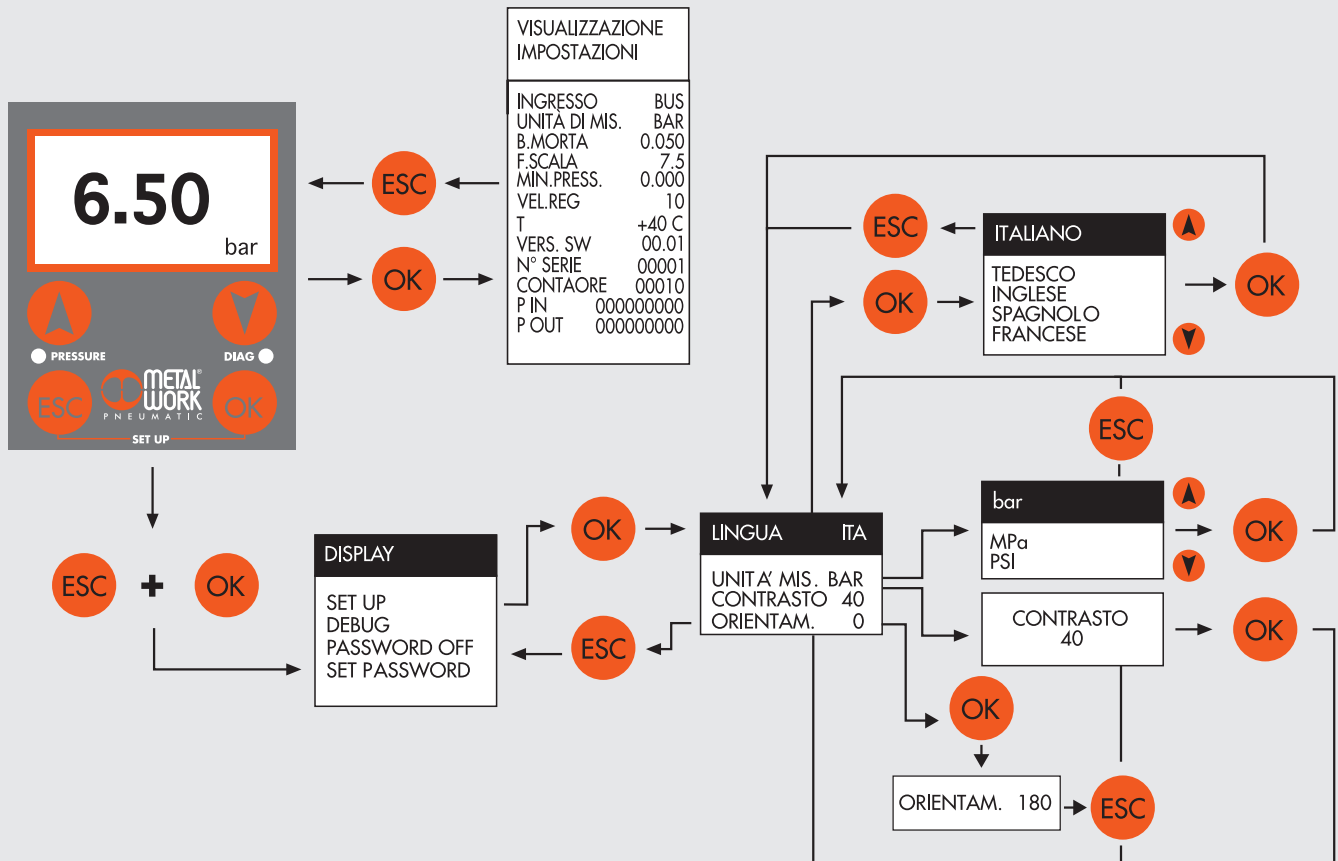 VISUALIZZAZIONE
IMPOSTAZIONI
INGRESSO BUS
UNITÀ DI MIS. BAR
B.MORTA 0.050
F.SCALA 7.5
MIN.PRESS. 0.000
VEL.REG 10
T +40 C
VERS. SW 00.01
N° SERIE 00001
CONTAORE 00010
P IN 000000000
P OUT 000000000
6.50
bar
PRESSURE
DIAG
ESC
METAL®
WORK
PNEUMATIC
OK
SET UP
ESC
OK
ESC
OK
ITALIANO
TEDESCO
INGLESE
SPAGNOLO
FRANCESE
OK
ESC + OK
DISPLAY
SET UP
DEBUG
PASSWORD OFF
SET PASSWORD
OK
ESC
LINGUA ITA
UNITA' MIS. BAR
CONTRASTO 40
ORIENTAM. 0
ESC
bar
MPa
PSI
OK
CONTRASTO
40
OK
OK
ORIENTAM. 180
ESC